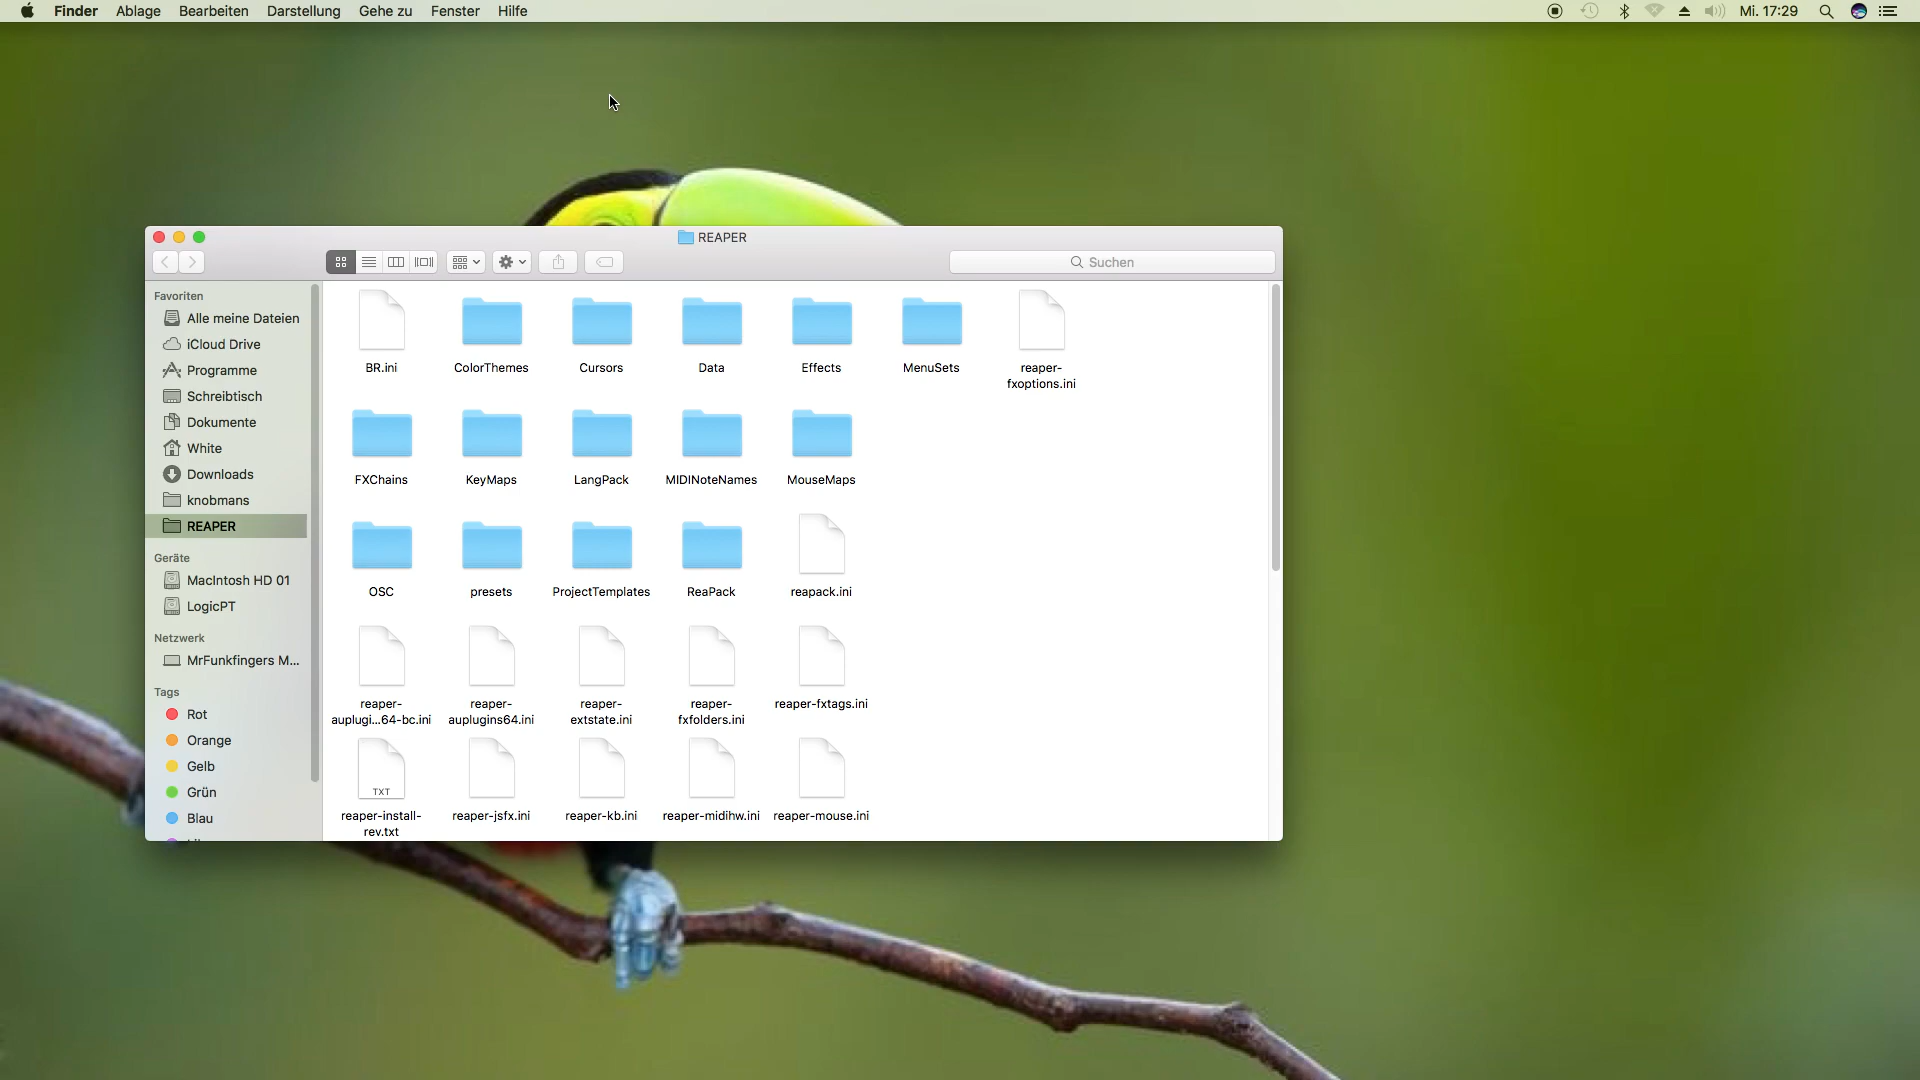 Finder Ablage Bearbeiten Darstellung Gehe zu Fenster Hilfe Mi. 17:29
REAPER
Suchen
Favoriten
Alle meine Dateien
iCloud Drive
Programme
Schreibtisch
Dokumente
White
Downloads
knobmans
REAPER
Geräte
MacIntosh HD 01
LogicPT
Netzwerk
MrFunkfingers M...
Tags
Rot
Orange
Gelb
Grün
Blau
BR.ini ColorThemes Cursors Data Effects MenuSets reaper-
fxoptions.ini
FXChains KeyMaps LangPack MIDINoteNames MouseMaps
OSC presets ProjectTemplates ReaPack reapack.ini
reaper- reaper- reaper- reaper- reaper-fxtags.ini
auplugi...64-bc.ini auplugins64.ini extstate.ini fxfolders.ini
TXT
reaper-install- reaper-jsfx.ini reaper-kb.ini reaper-midihw.ini reaper-mouse.ini
rev.txt